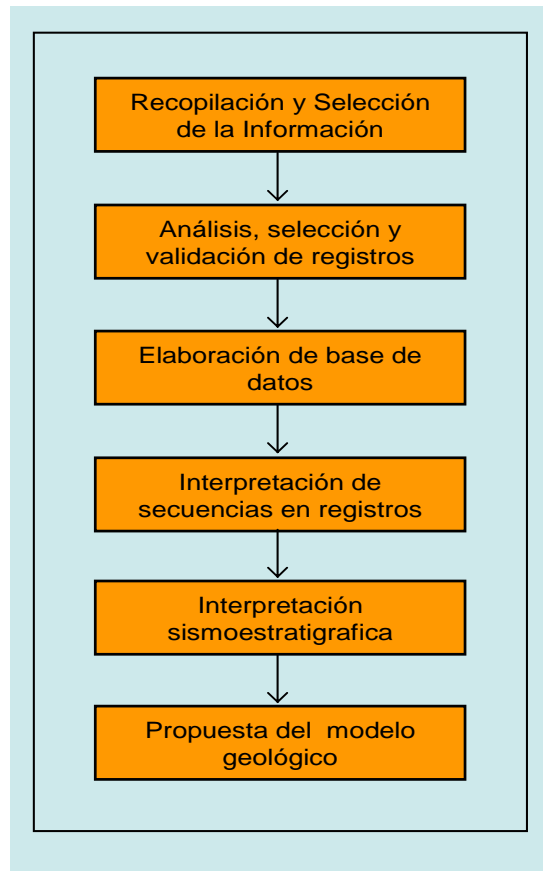 Recopilación y Selección
de la Información
Análisis, selección y
validación de registros
Elaboración de base de
datos
Interpretación de
secuencias en registros
Interpretación
sismoestratigrafica
Propuesta del  modelo
geológico